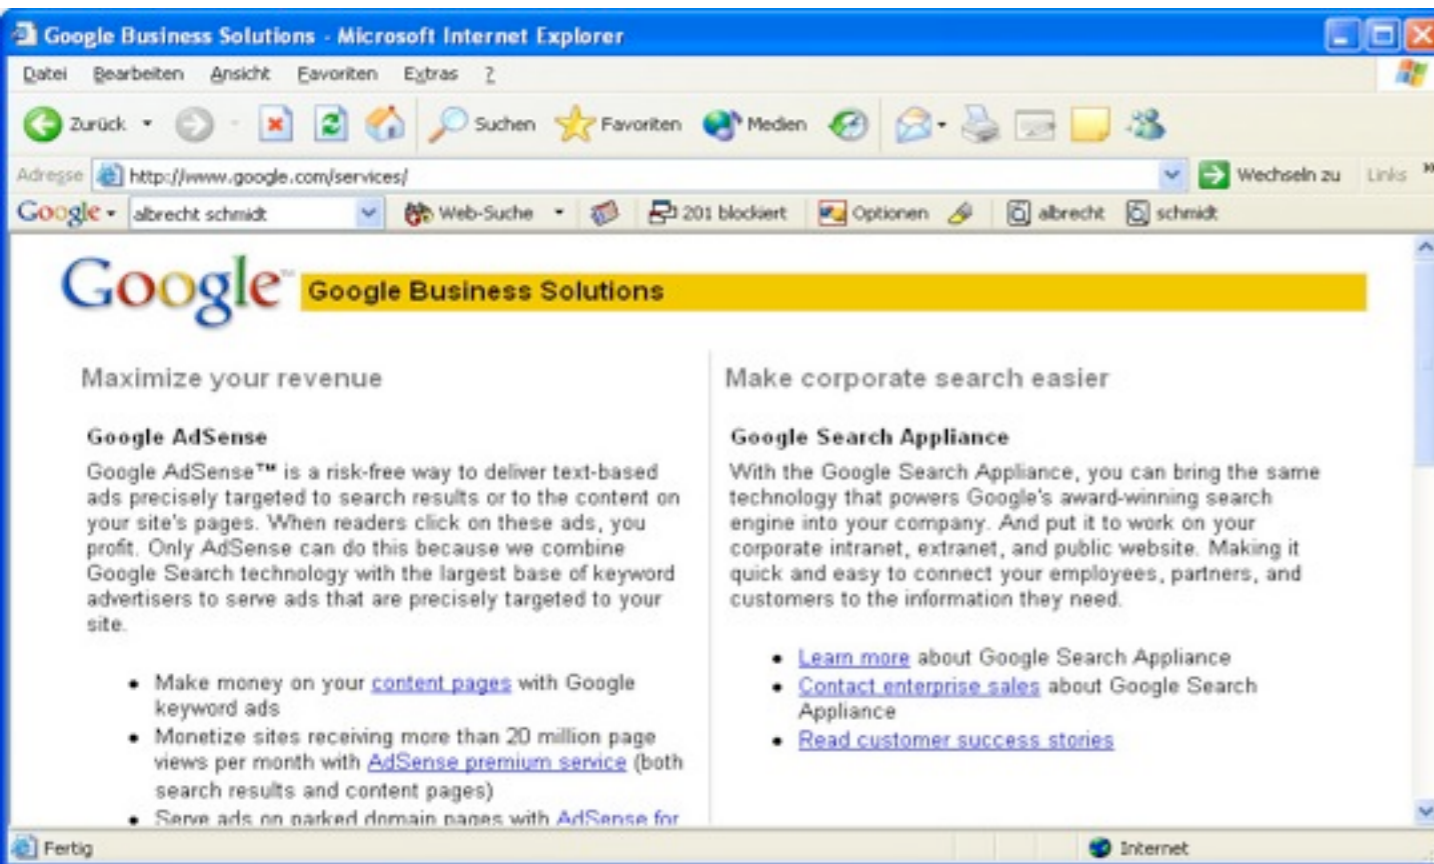 Google Business Solutions - Microsoft Internet Explorer
Datei Bearbeiten Ansicht Favoriten Extras ?
Zurück Suchen Favoriten Medien
Adresse http://www.google.com/services/ Wechseln zu Links »
Google albrecht schmidt Web-Suche 201 blockiert Optionen albrecht schmidt
Google™ Google Business Solutions
Maximize your revenue
Google AdSense
Google AdSense™ is a risk-free way to deliver text-based
ads precisely targeted to search results or to the content on
your site's pages. When readers click on these ads, you
profit. Only AdSense can do this because we combine
Google Search technology with the largest base of keyword
advertisers to serve ads that are precisely targeted to your
site.
• Make money on your content pages with Google
keyword ads
• Monetize sites receiving more than 20 million page
views per month with AdSense premium service (both
search results and content pages)
• Serve ads on parked domain pages with AdSense for
Make corporate search easier
Google Search Appliance
With the Google Search Appliance, you can bring the same
technology that powers Google's award-winning search
engine into your company. And put it to work on your
corporate intranet, extranet, and public website. Making it
quick and easy to connect your employees, partners, and
customers to the information they need.
• Learn more about Google Search Appliance
• Contact enterprise sales about Google Search
Appliance
• Read customer success stories
Fertig Internet